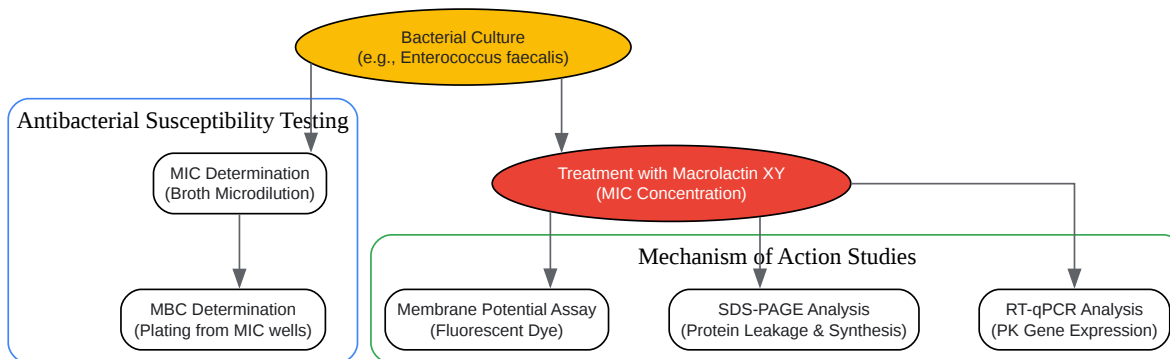 Bacterial Culture
(e.g., Enterococcus faecalis)
Antibacterial Susceptibility Testing
MIC Determination
(Broth Microdilution)
Treatment with Macrolactin XY
(MIC Concentration)
Mechanism of Action Studies
MBC Determination
(Plating from MIC wells)
Membrane Potential Assay
(Fluorescent Dye)
SDS-PAGE Analysis
(Protein Leakage & Synthesis)
RT-qPCR Analysis
(PK Gene Expression)